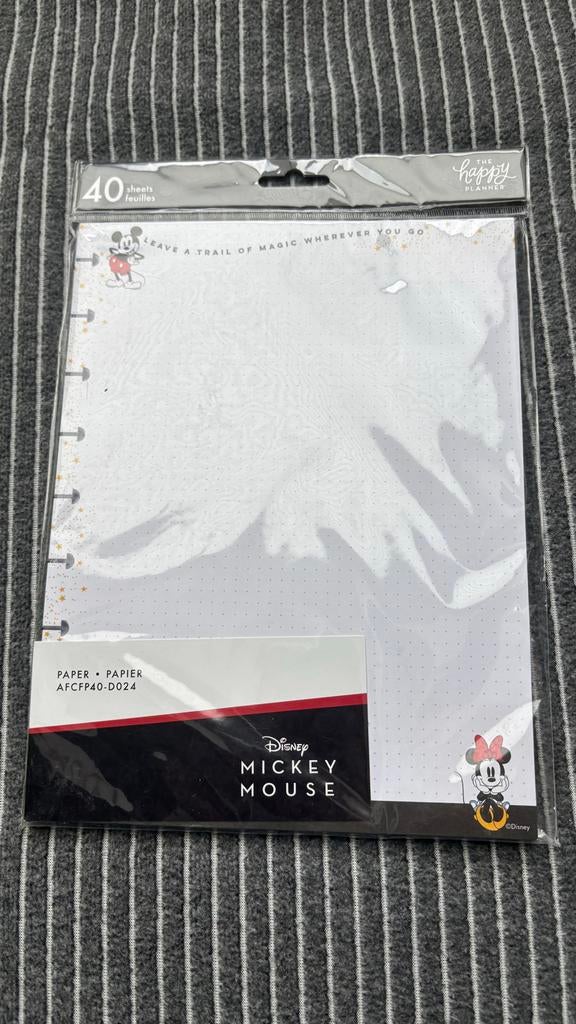 40 sheets
feuilles
THE
happy
PLANNER
LEAVE A TRAIL OF MAGIC WHEREVER YOU GO
PAPER • PAPIER
AFCFP40-D024
Disney
MICKEY
MOUSE
©Disney